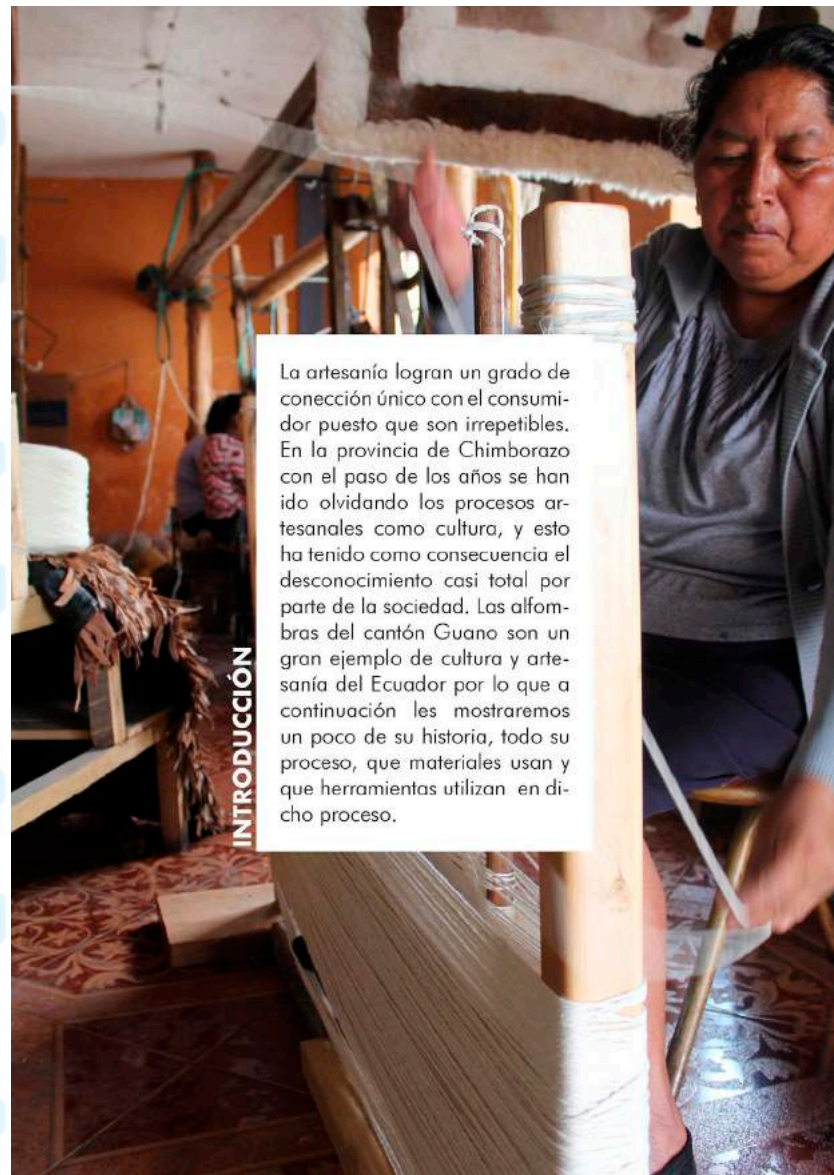 INTRODUCCIÓN
La artesanía logran un grado de
conección único con el consumi-
dor puesto que son irrepetibles.
En la provincia de Chimborazo
con el paso de los años se han
ido olvidando los procesos ar-
tesanales como cultura, y esto
ha tenido como consecuencia el
desconocimiento casi total por
parte de la sociedad. Las alfom-
bras del cantón Guano son un
gran ejemplo de cultura y arte-
sanía del Ecuador por lo que a
continuación les mostraremos
un poco de su historia, todo su
proceso, que materiales usan y
que herramientas utilizan en di-
cho proceso.